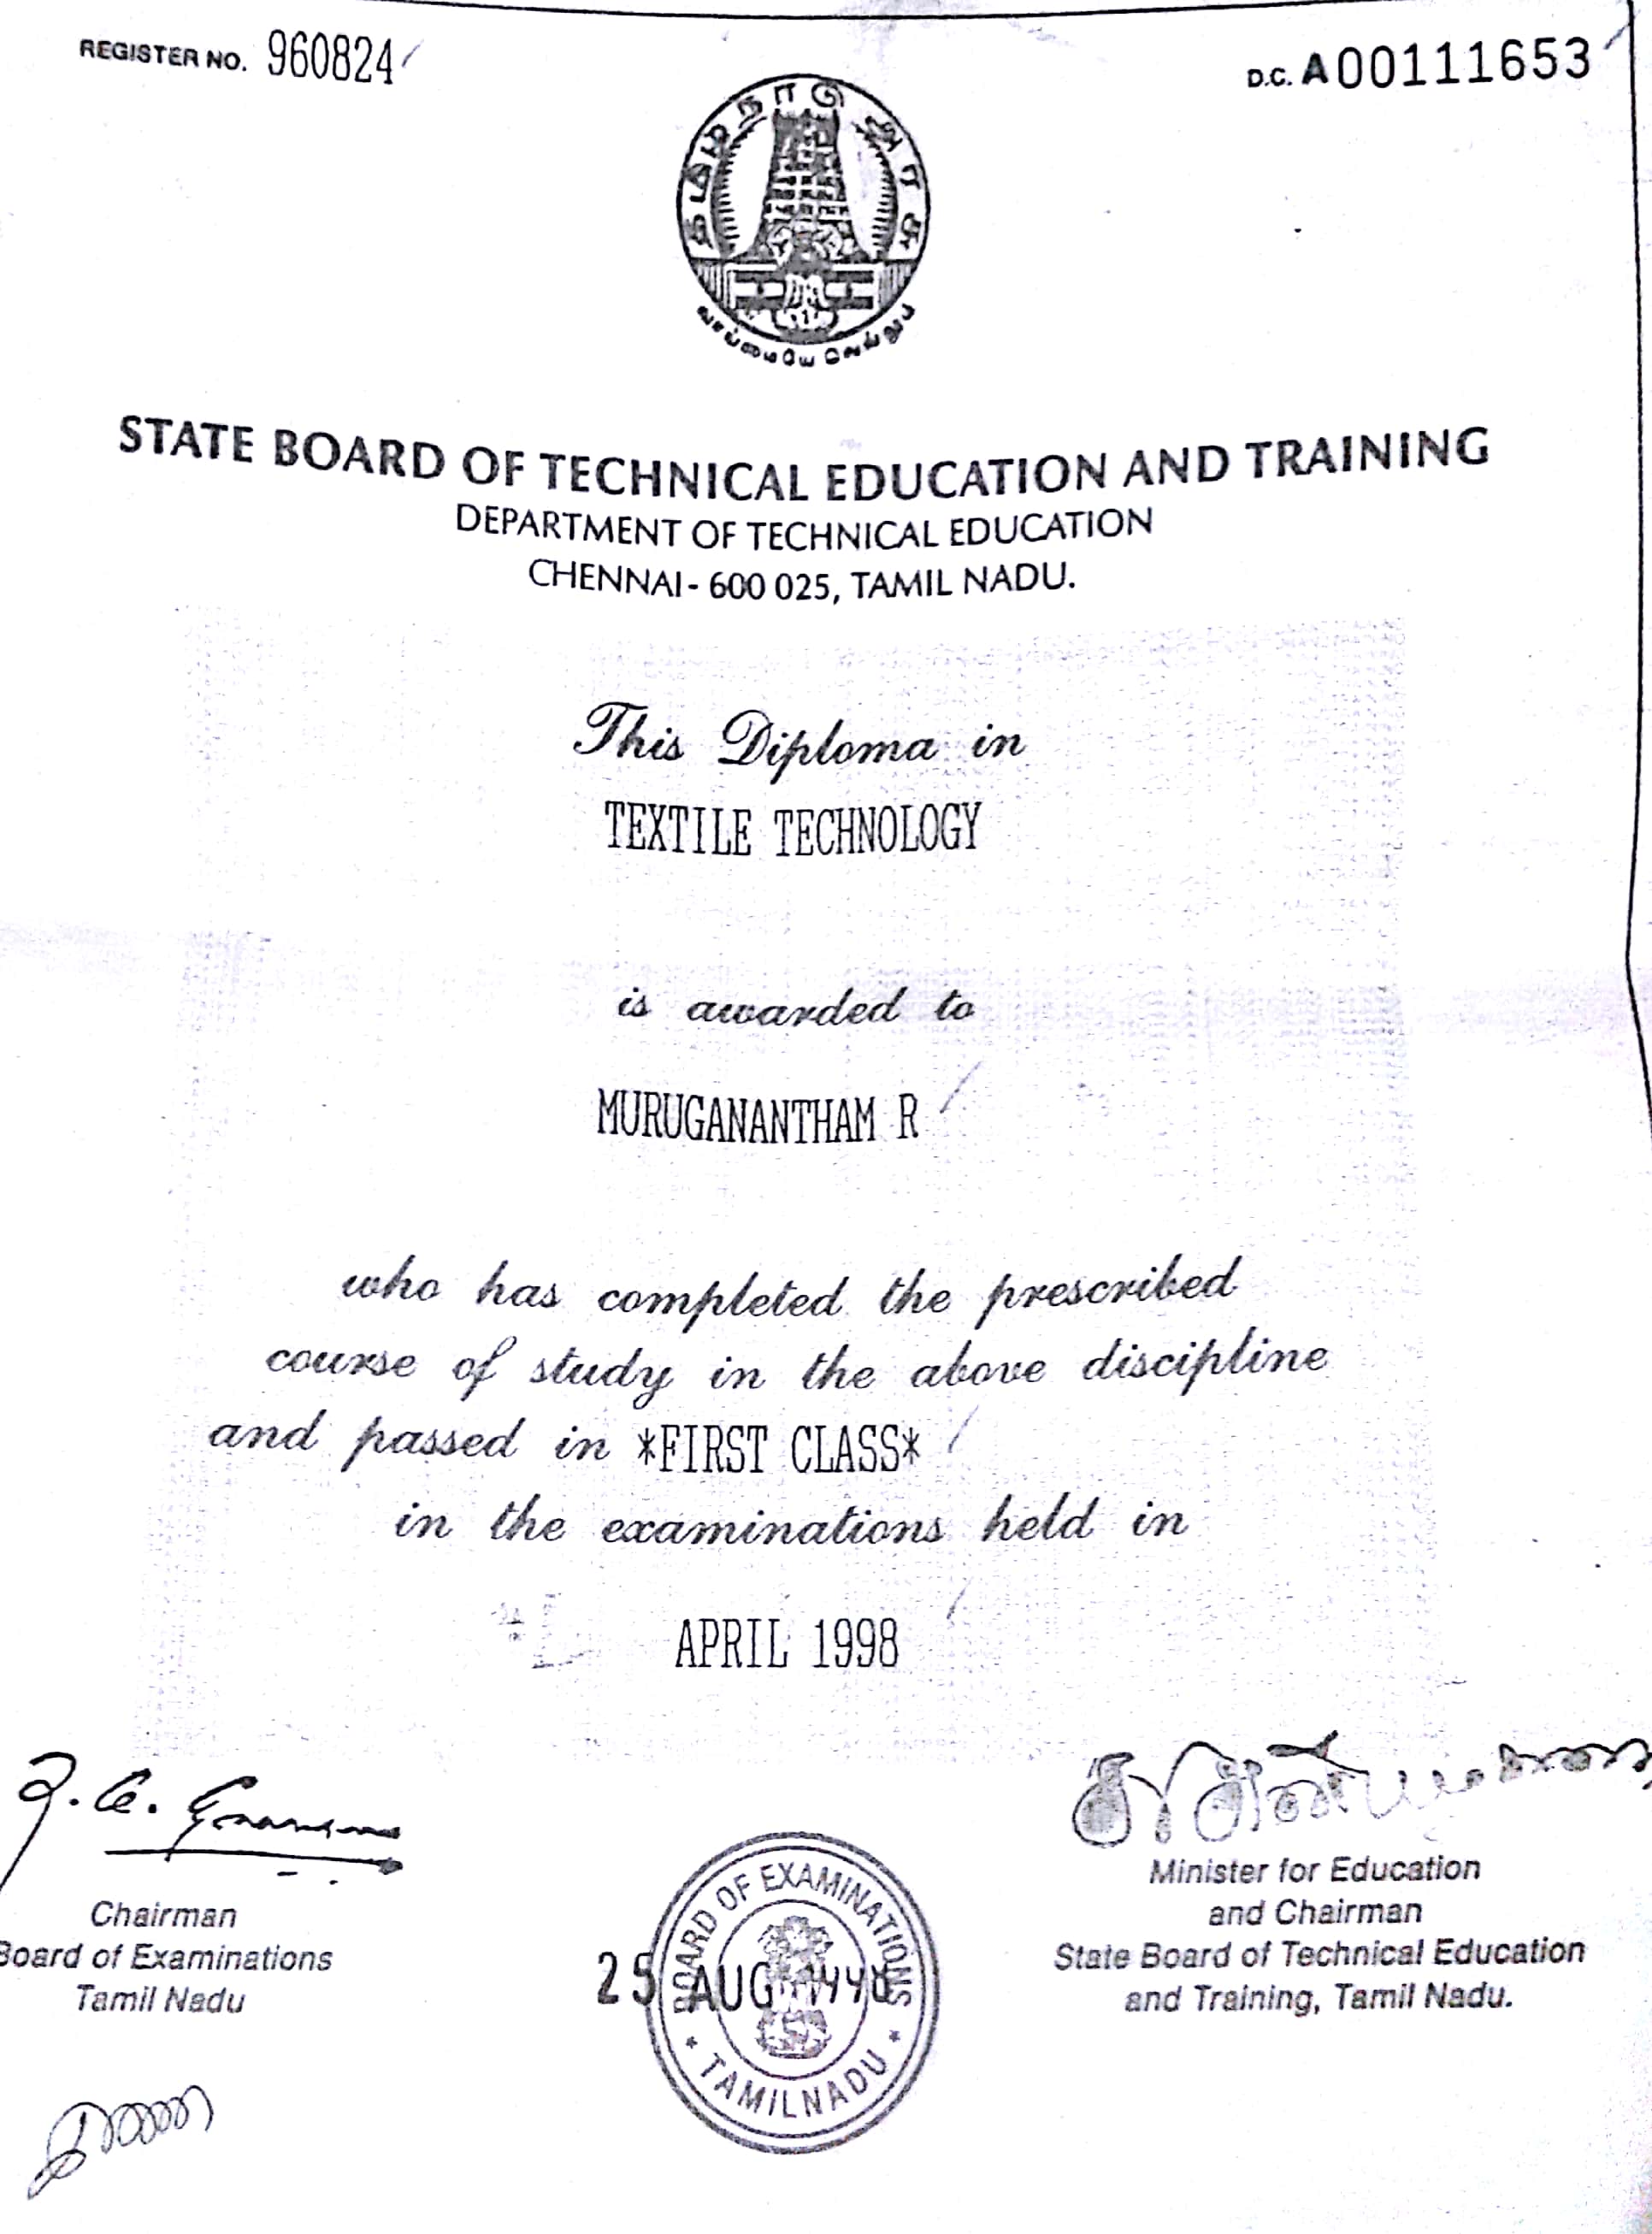 REGISTER NO. 960824
D.C. A00111653
தமிழ்நாடு அரசு
வாய்மையே வெல்லும்
STATE BOARD OF TECHNICAL EDUCATION AND TRAINING
DEPARTMENT OF TECHNICAL EDUCATION
CHENNAI - 600 025, TAMIL NADU.
This Diploma in
TEXTILE TECHNOLOGY
is awarded to
MURUGANANTHAM R
who has completed the prescribed
course of study in the above discipline
and passed in *FIRST CLASS*
in the examinations held in
APRIL 1998
Chairman
Board of Examinations
Tamil Nadu
BOARD OF EXAMINATIONS
25 AUG 1998
* TAMILNADU *
Minister for Education
and Chairman
State Board of Technical Education
and Training, Tamil Nadu.